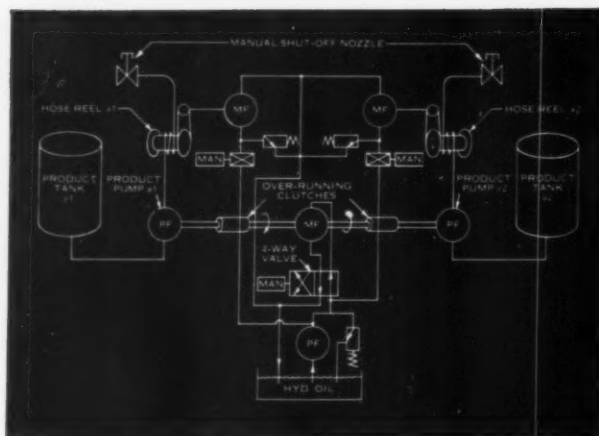 MANUAL SHUT-OFF NOZZLE
MF
MF
HOSE REEL #1
HOSE REEL #2
MAN
MAN
PRODUCT TANK #1
PRODUCT PUMP #1
OVER-RUNNING CLUTCHES
PRODUCT PUMP #2
PRODUCT TANK
PF
MF
PF
4-WAY VALVE
MAN
PF
HYD OIL